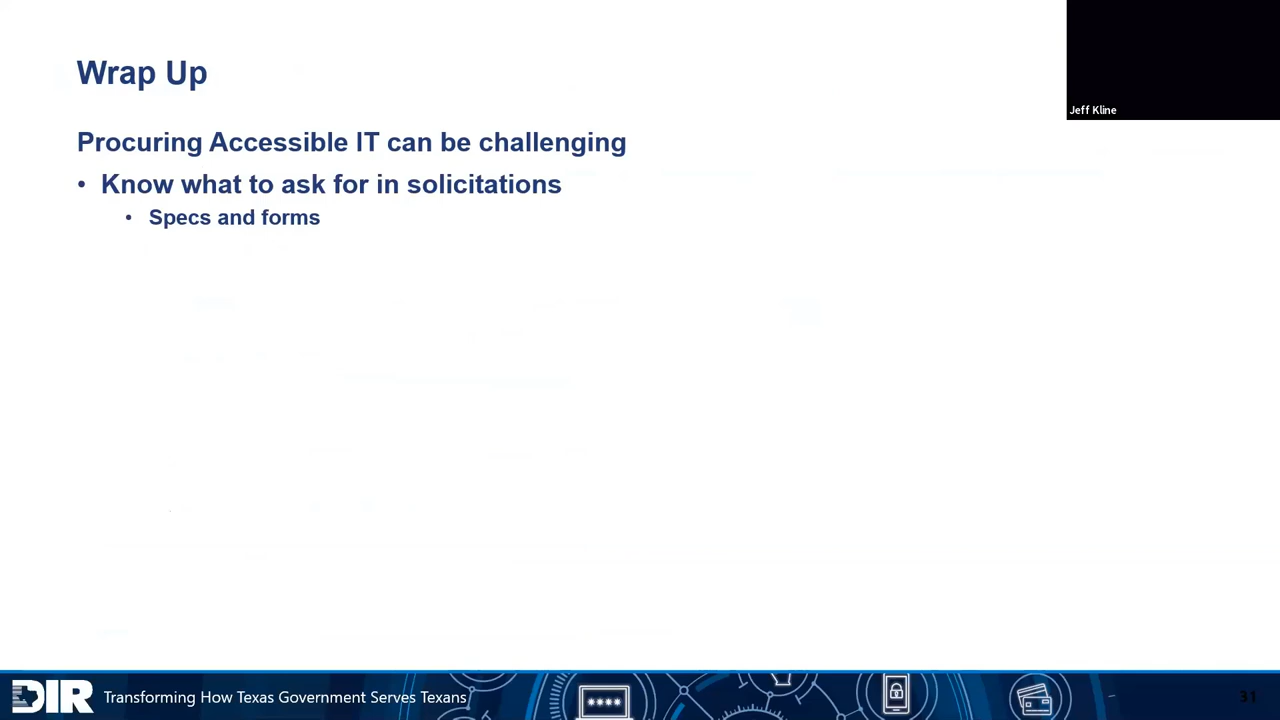 Wrap Up
Jeff Kline
Procuring Accessible IT can be challenging
• Know what to ask for in solicitations
• Specs and forms
DIR Transforming How Texas Government Serves Texans
****
31